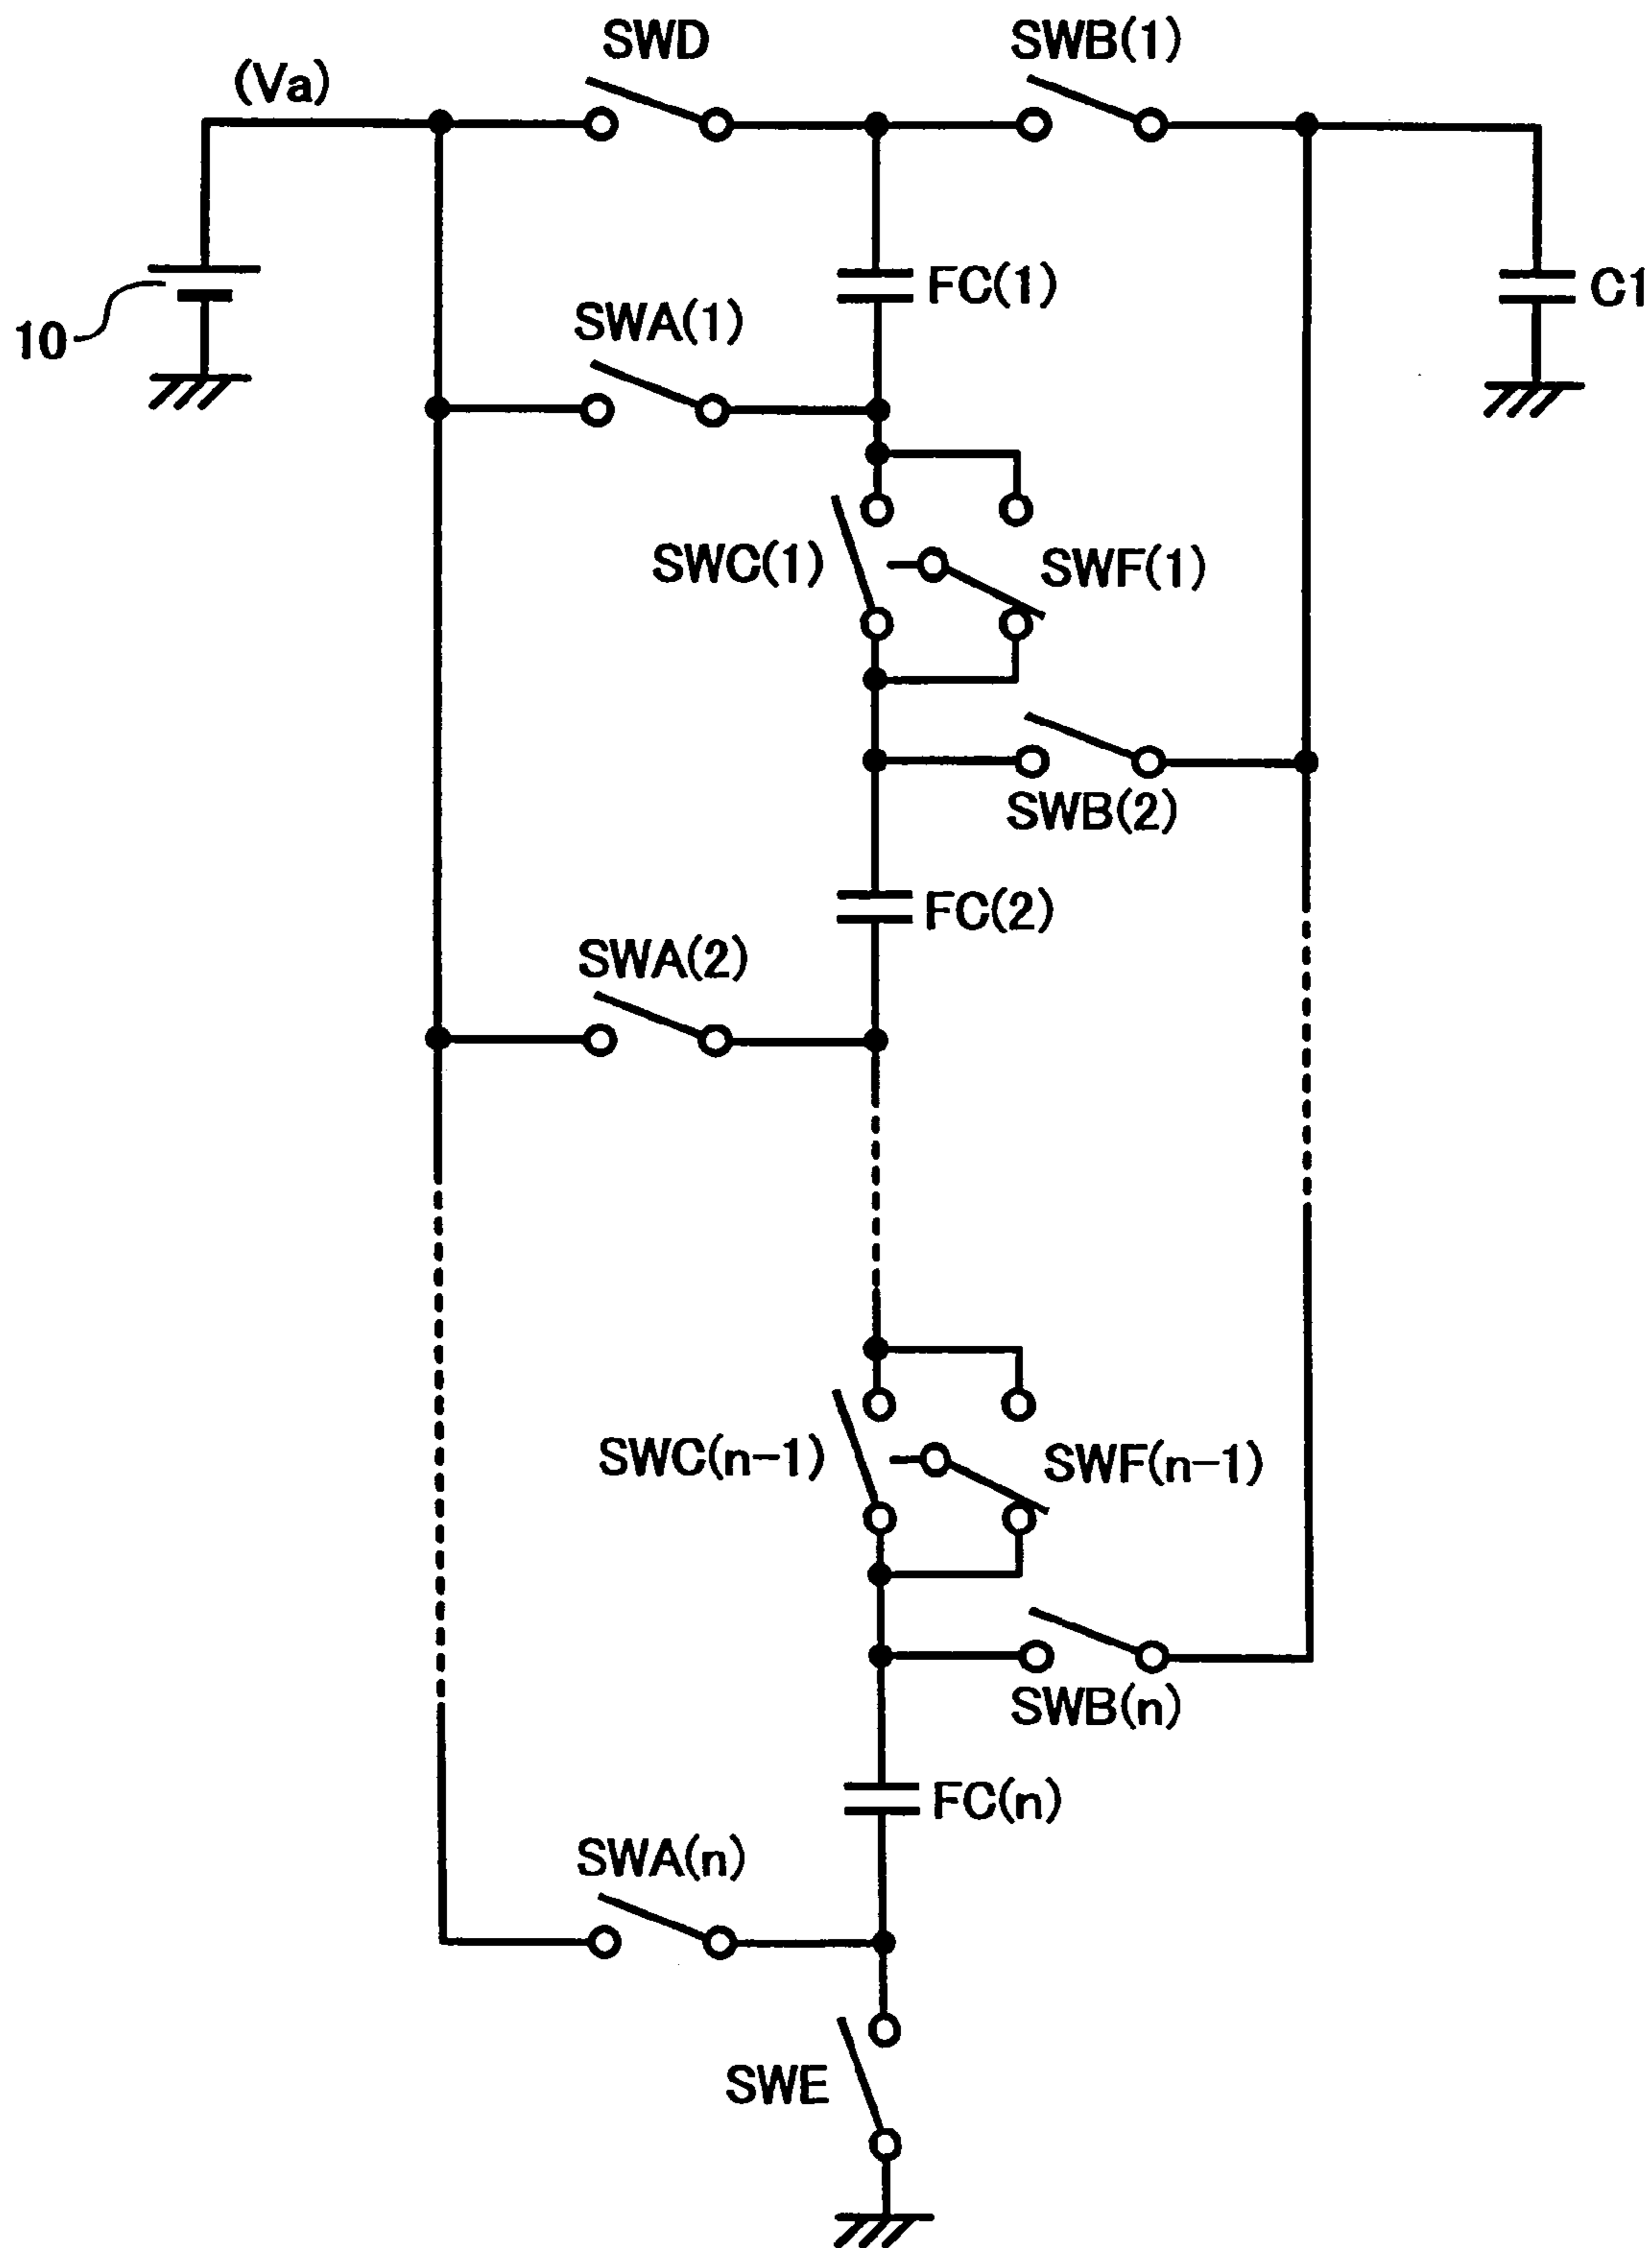 SWD
SWB(1)
(Va)
FC(1)
C1
10
SWA(1)
SWC(1)
SWF(1)
SWB(2)
FC(2)
SWA(2)
SWC(n-1)
SWF(n-1)
SWB(n)
FC(n)
SWA(n)
SWE